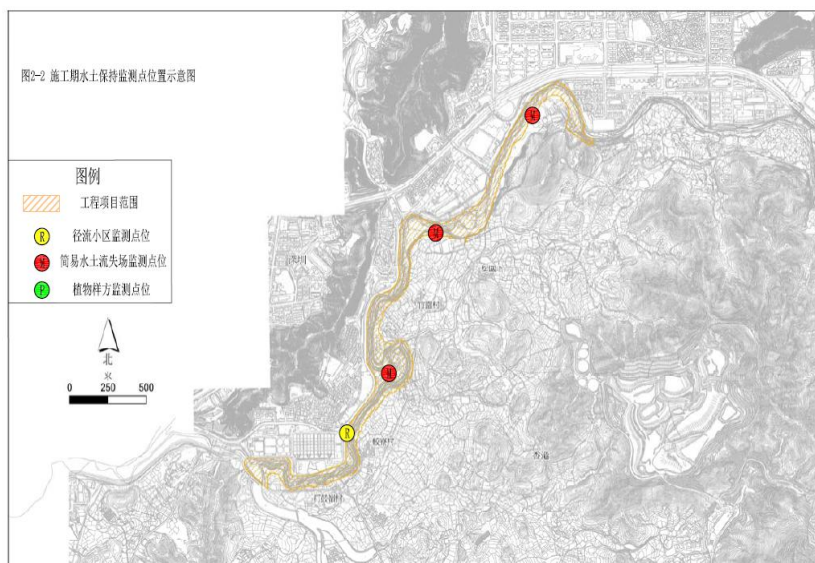 图2-2 施工期水土保持监测点位置示意图
图例
工程项目范围
R 径流小区监测点位
M 简易水土流失场监测点位
P 植物样方监测点位
北
米
0 250 500
M
M
M
R
香港